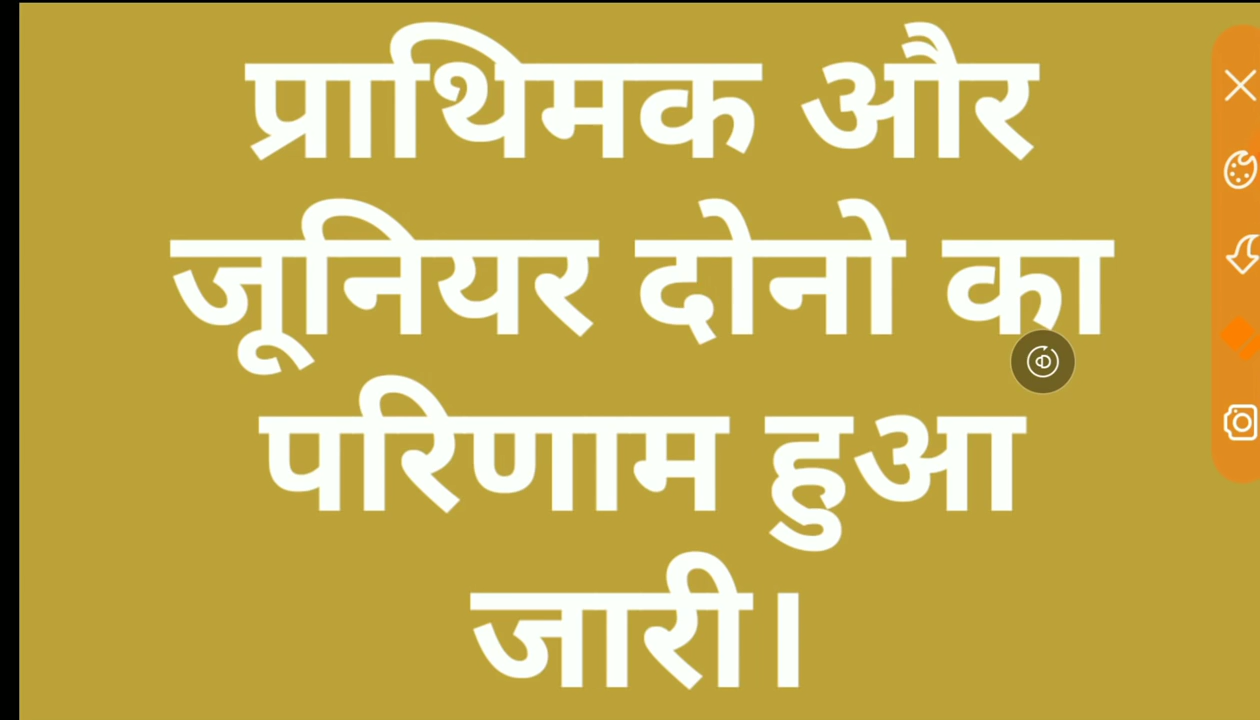 प्राथिमक और
जूनियर दोनो का
परिणाम हुआ
जारी।